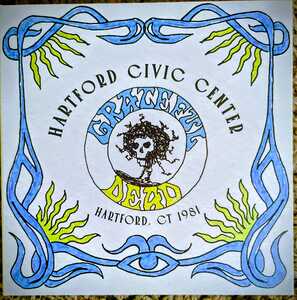 HARTFORD CIVIC CENTER
GRATEFUL
DEAD
HARTFORD, CT 1981